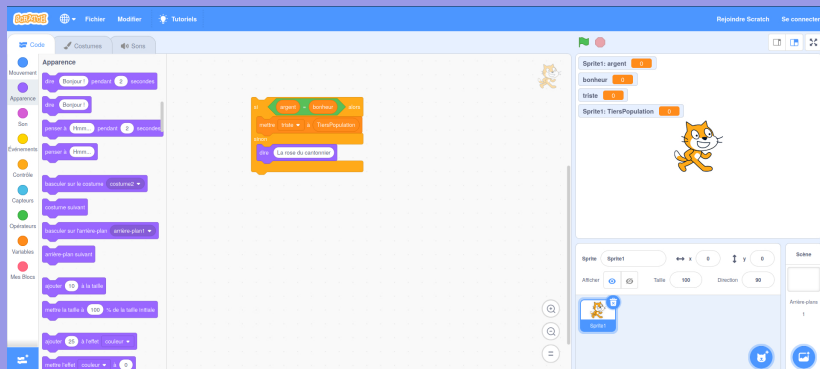 SCRATCH Fichier Modifier Tutoriels Rejoindre Scratch Se connecter
Code Costumes Sons
Mouvement
Apparence
Son
Événements
Contrôle
Capteurs
Opérateurs
Variables
Mes Blocs
Apparence
dire Bonjour ! pendant 2 secondes
dire Bonjour !
penser à Hmm... pendant 2 secondes
penser à Hmm...
basculer sur le costume costume2
costume suivant
basculer sur l'arrière-plan arrière-plan1
arrière-plan suivant
ajouter 10 à la taille
mettre la taille à 100 % de la taille initiale
ajouter 25 à l'effet couleur
mettre l'effet couleur à 0
si argent = bonheur alors
mettre triste à TiersPopulation
sinon
dire La rose du cantonnier
Sprite1: argent 0
bonheur 0
triste 0
Sprite1: TiersPopulation 0
Sprite Sprite1 x 0 y 0
Afficher Taille 100 Direction 90
Sprite1
Scène
Arrière-plans
1